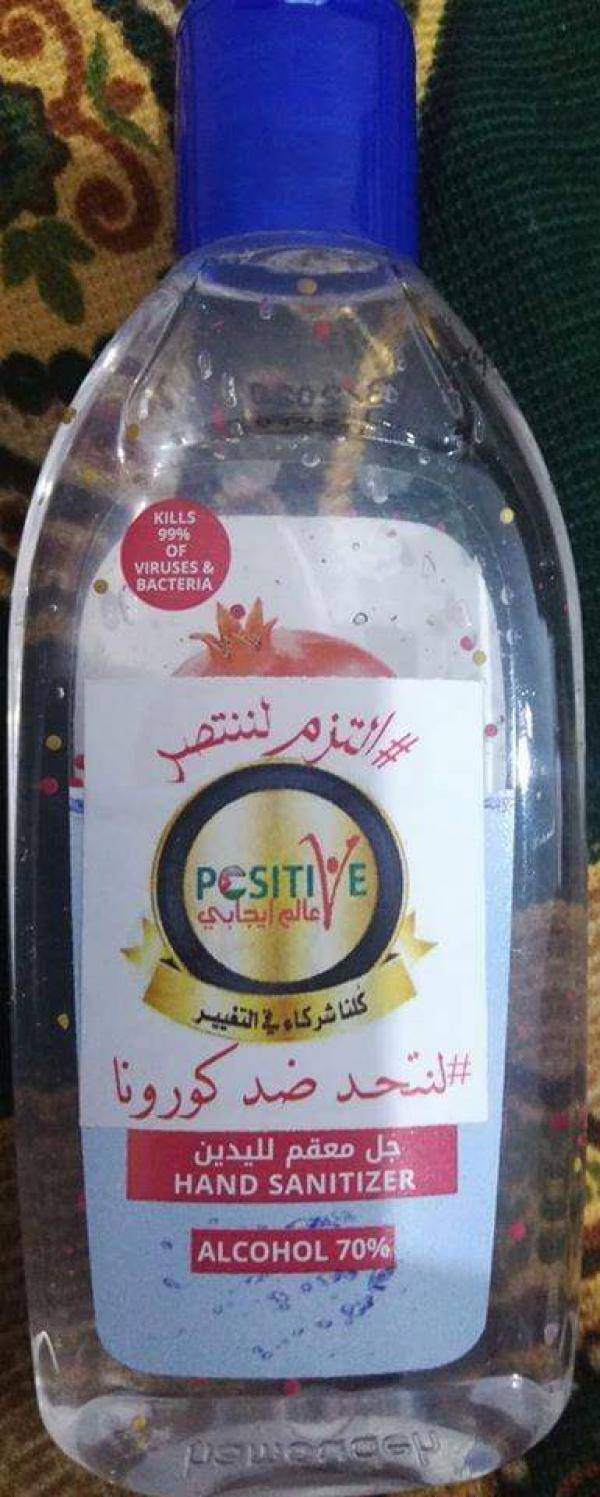 KILLS
99%
OF
VIRUSES &
BACTERIA
#التزم لننتصر
POSITIVE
عالم إيجابي
كلنا شركاء في التغيير
#لنتحد ضد كورونا
جل معقم لليدين
HAND SANITIZER
ALCOHOL 70%